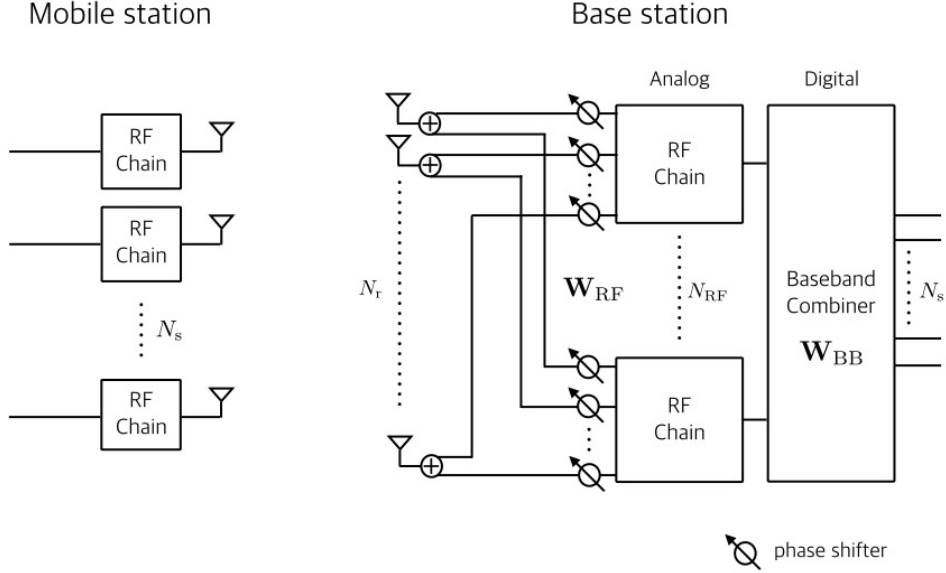 Mobile station
Base station
Analog
Digital
RF
Chain
RF
Chain
N_s
RF
Chain
N_r
W_RF
RF
Chain
N_RF
RF
Chain
Baseband
Combiner
W_BB
N_s
phase shifter